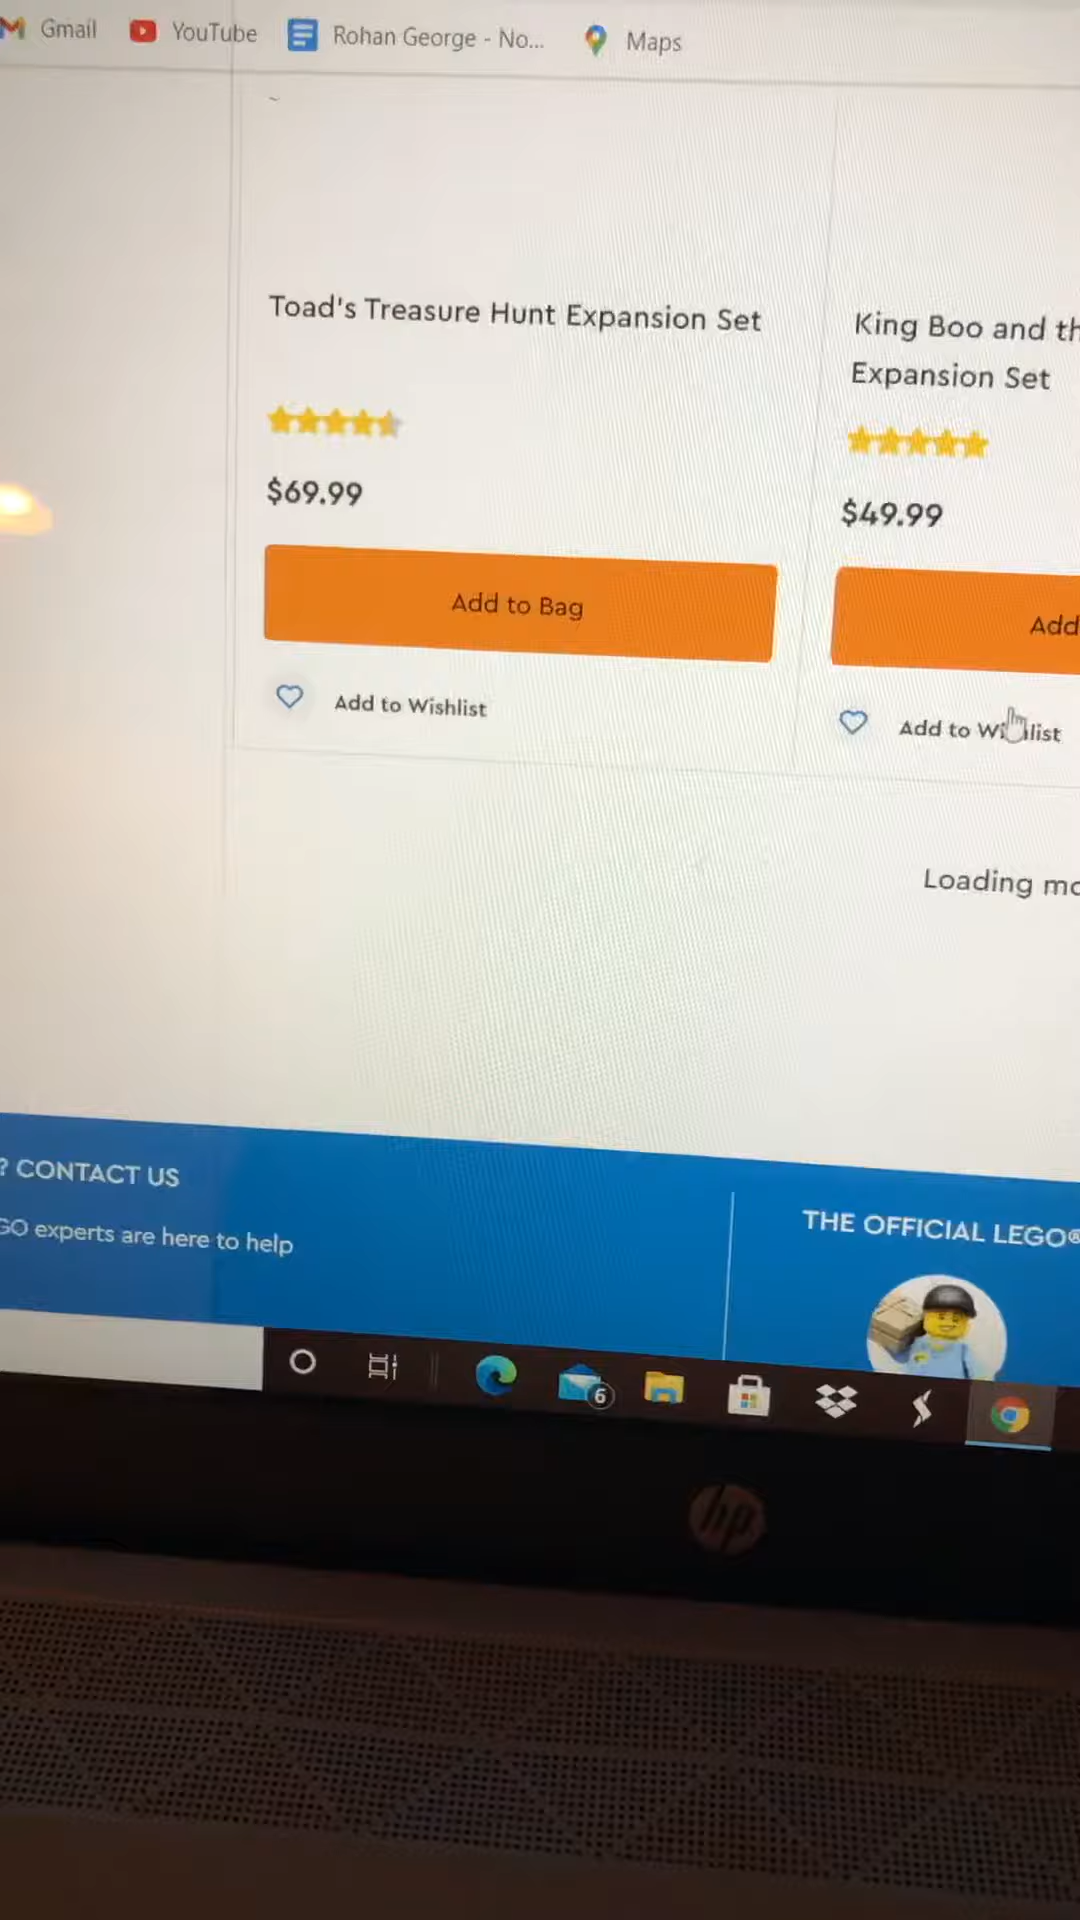 Gmail
YouTube
Rohan George - No...
Maps
Toad's Treasure Hunt Expansion Set
$69.99
Add to Bag
Add to Wishlist
King Boo and th
Expansion Set
$49.99
Add
Add to Wi list
Loading mo
? CONTACT US
GO experts are here to help
THE OFFICIAL LEGO®
6
hp